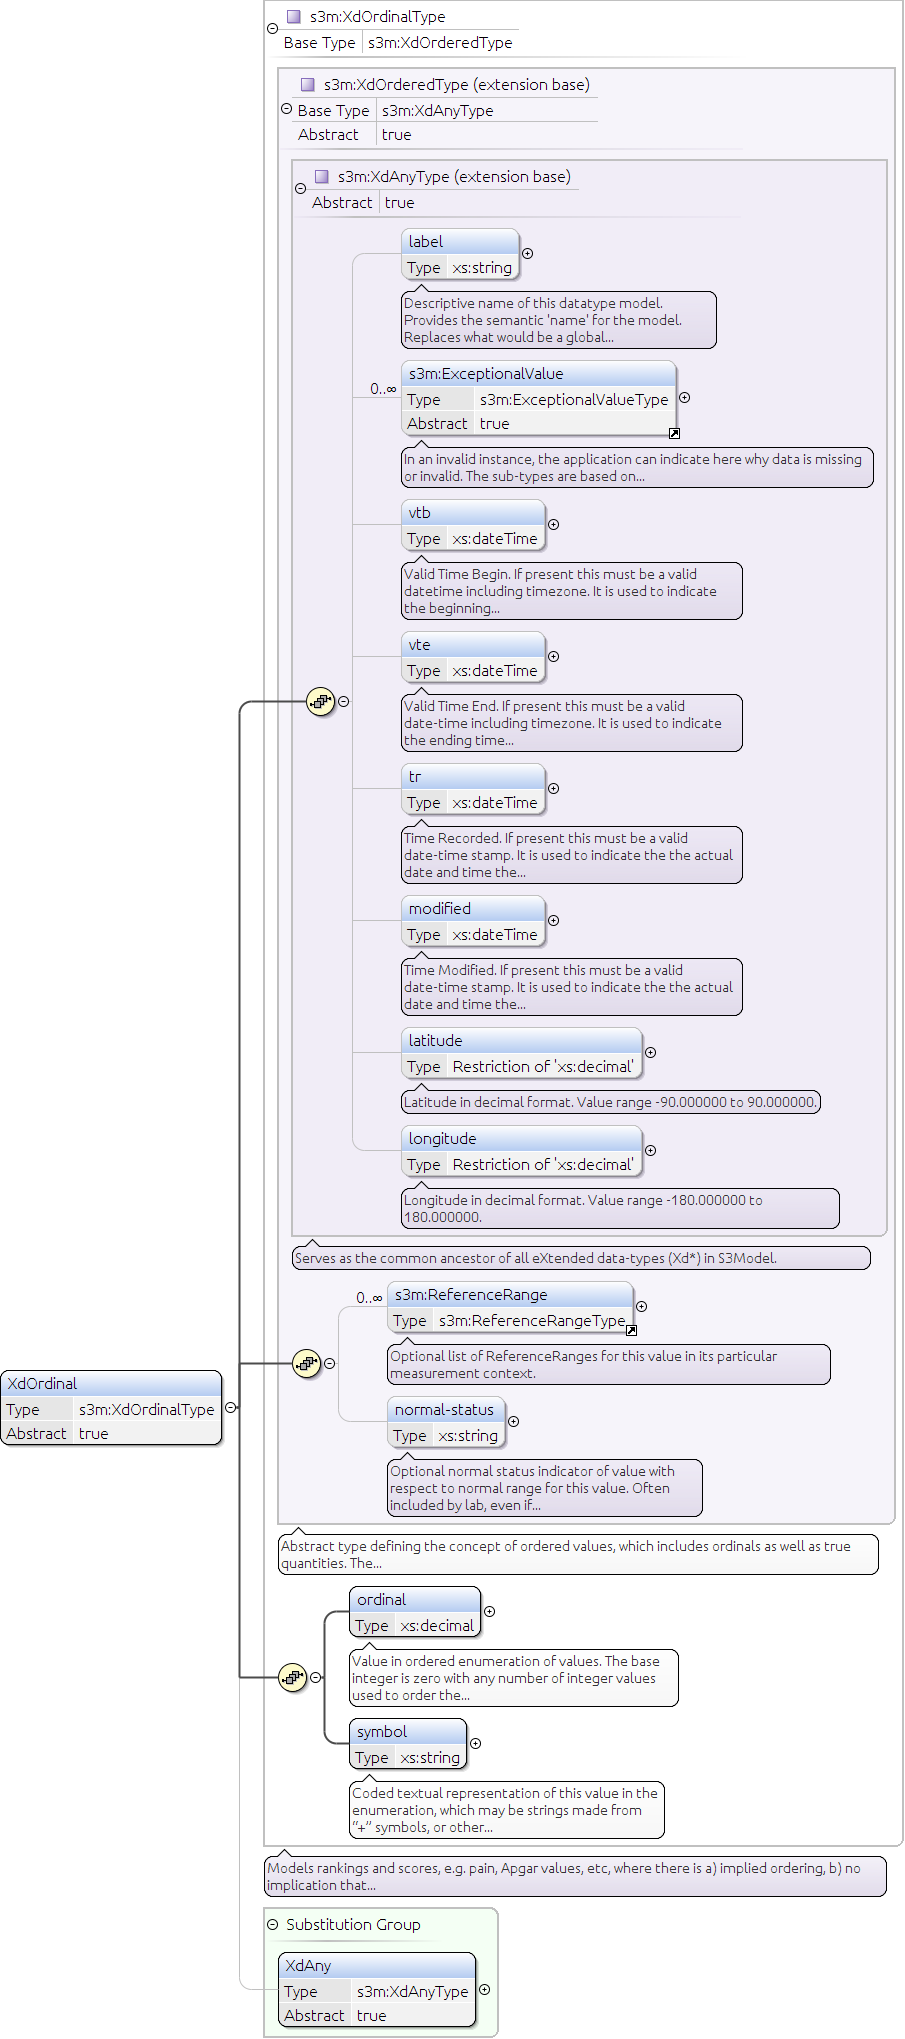 s3m:XdOrdinalType
Base Type s3m:XdOrderedType
s3m:XdOrderedType (extension base)
Base Type s3m:XdAnyType
Abstract true
s3m:XdAnyType (extension base)
Abstract true
label
Type xs:string
Descriptive name of this datatype model.
Provides the semantic 'name' for the model.
Replaces what would be a global...
0..∞
s3m:ExceptionalValue
Type s3m:ExceptionalValueType
Abstract true
In an invalid instance, the application can indicate here why data is missing
or invalid. The sub-types are based on...
vtb
Type xs:dateTime
Valid Time Begin. If present this must be a valid
datetime including timezone. It is used to indicate
the beginning...
vte
Type xs:dateTime
Valid Time End. If present this must be a valid
date-time including timezone. It is used to indicate
the ending time...
tr
Type xs:dateTime
Time Recorded. If present this must be a valid
date-time stamp. It is used to indicate the the actual
date and time the...
modified
Type xs:dateTime
Time Modified. If present this must be a valid
date-time stamp. It is used to indicate the the actual
date and time the...
latitude
Type Restriction of 'xs:decimal'
Latitude in decimal format. Value range -90.000000 to 90.000000.
longitude
Type Restriction of 'xs:decimal'
Longitude in decimal format. Value range -180.000000 to
180.000000.
Serves as the common ancestor of all eXtended data-types (Xd*) in S3Model.
0..∞
s3m:ReferenceRange
Type s3m:ReferenceRangeType
Optional list of ReferenceRanges for this value in its particular
measurement context.
XdOrdinal
Type s3m:XdOrdinalType
Abstract true
normal-status
Type xs:string
Optional normal status indicator of value with
respect to normal range for this value. Often
included by lab, even if...
Abstract type defining the concept of ordered values, which includes ordinals as well as true
quantities. The...
ordinal
Type xs:decimal
Value in ordered enumeration of values. The base
integer is zero with any number of integer values
used to order the...
symbol
Type xs:string
Coded textual representation of this value in the
enumeration, which may be strings made from
“+” symbols, or other...
Models rankings and scores, e.g. pain, Apgar values, etc, where there is a) implied ordering, b) no
implication that...
Substitution Group
XdAny
Type s3m:XdAnyType
Abstract true